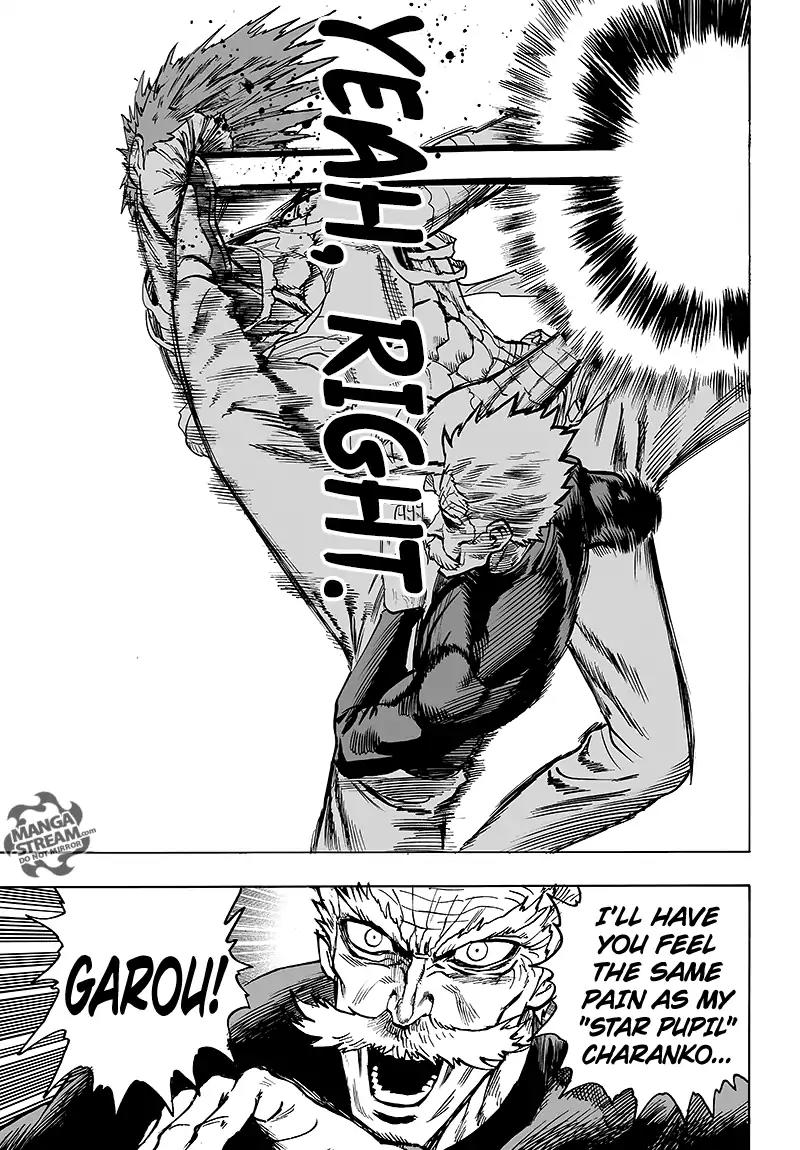 YEAH, RIGHT.
I'LL HAVE
YOU FEEL
THE SAME
PAIN AS MY
"STAR PUPIL"
CHARANKO...
GAROU!
MANGA
STREAM.com
DO NOT MIRROR